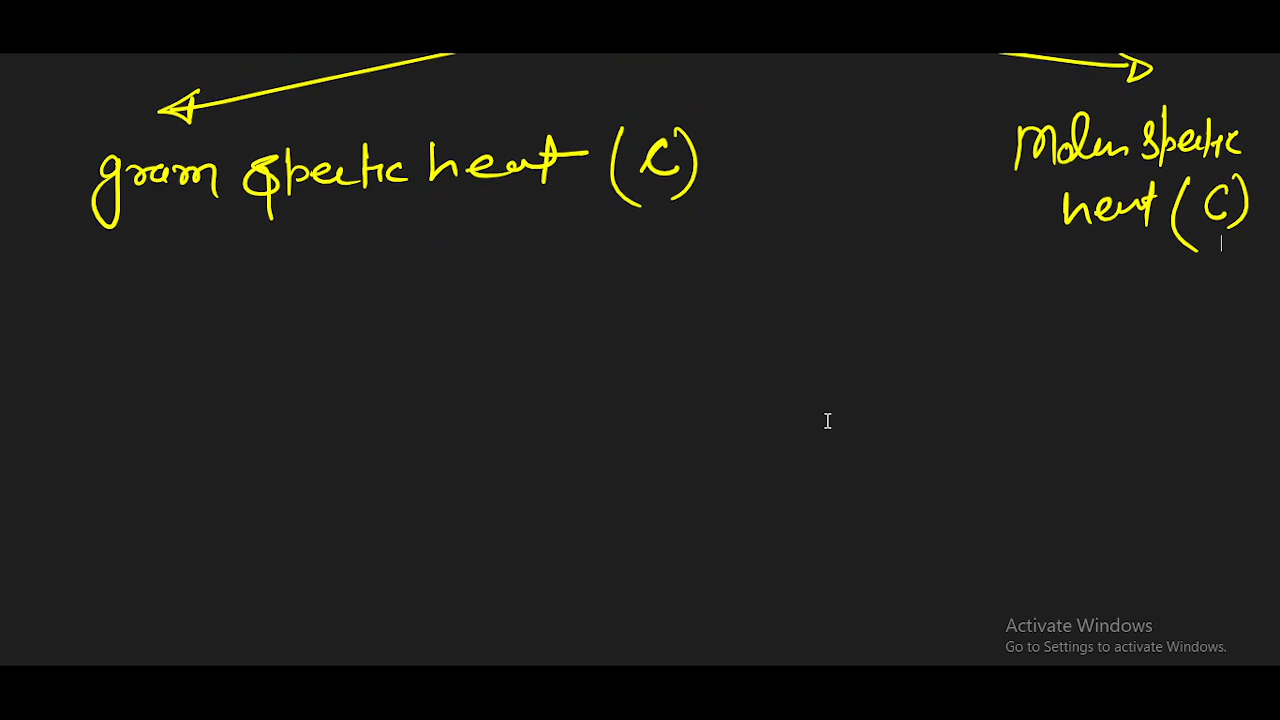 gram specific heat (c)
Molar specific
heat (C)
Activate Windows
Go to Settings to activate Windows.